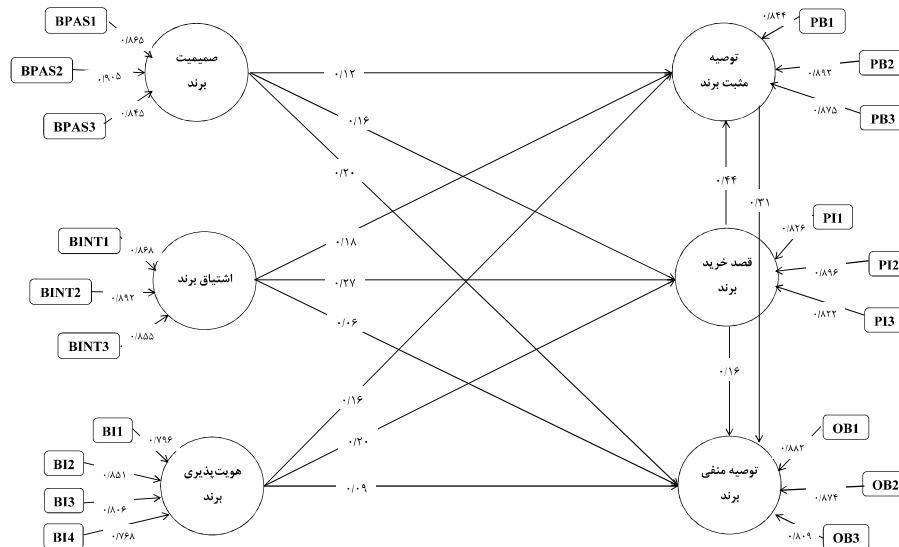 BPAS1
۰/۸۶۵
BPAS2
۰/۹۰۵
BPAS3
۰/۸۴۵
صمیمیت
برند
BINT1
۰/۸۶۸
BINT2
۰/۸۹۲
BINT3
۰/۸۵۵
اشتیاق برند
BI1
۰/۷۹۶
BI2
۰/۸۵۱
BI3
۰/۸۰۶
BI4
۰/۷۶۸
هویت‌پذیری
برند
۰/۱۲
۰/۱۶
۰/۲۰
۰/۱۸
۰/۲۷
۰/۰۶
۰/۱۶
۰/۲۰
۰/۰۹
توصیه
مثبت برند
PB1
۰/۸۴۴
PB2
۰/۸۹۲
PB3
۰/۸۷۵
۰/۴۴
۰/۳۱
قصد خرید
برند
PI1
۰/۸۲۶
PI2
۰/۸۹۶
PI3
۰/۸۲۲
۰/۱۶
توصیه منفی
برند
OB1
۰/۸۸۲
OB2
۰/۸۷۴
OB3
۰/۸۰۹